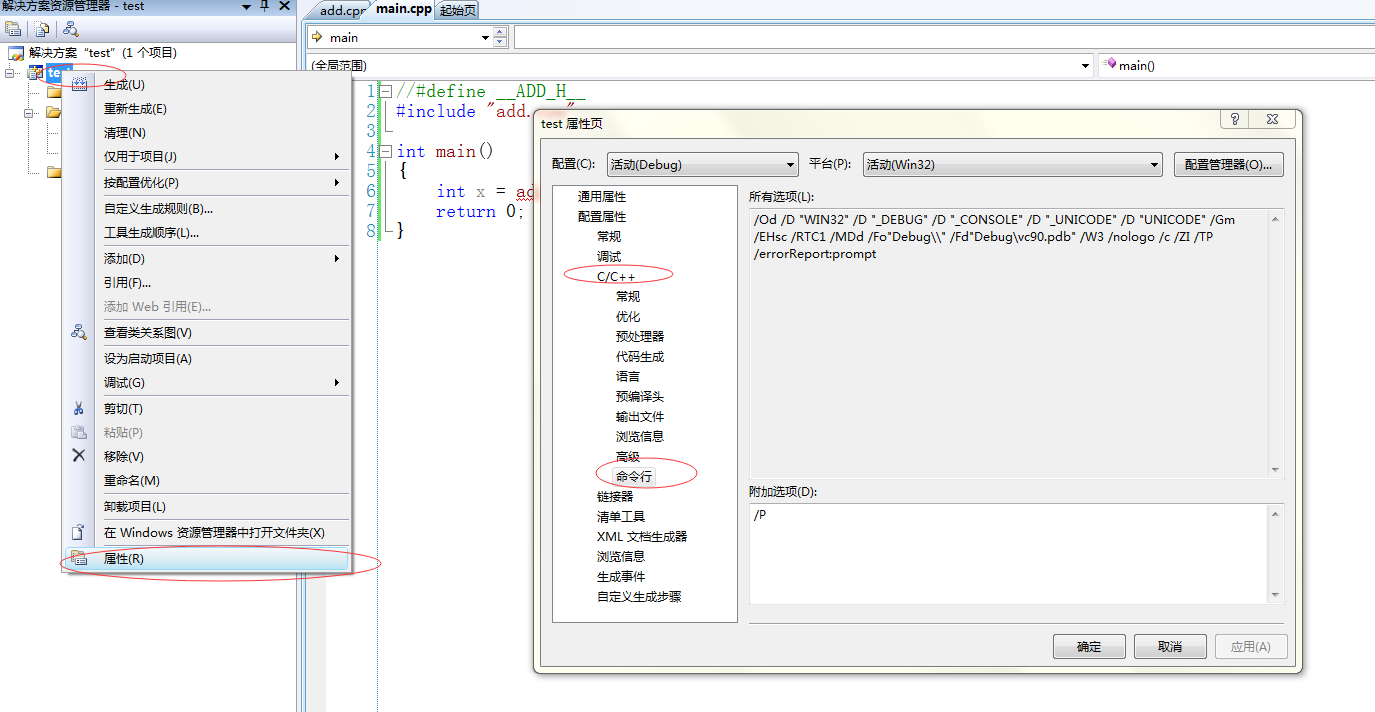 解决方案资源管理器 - test
解决方案 “test” (1 个项目)
生成(U)
重新生成(E)
清理(N)
仅用于项目(J)
按配置优化(P)
自定义生成规则(B)...
工具生成顺序(L)...
添加(D)
引用(F)...
添加 Web 引用(E)...
查看类关系图(V)
设为启动项目(A)
调试(G)
剪切(T)
粘贴(P)
移除(V)
重命名(M)
卸载项目(L)
在 Windows 资源管理器中打开文件夹(X)
属性(R)
add.cpp main.cpp 起始页
main
(全局范围) main()
1 //#define __ADD_H__
2 #include "add.
3
4 int main()
5 {
6 int x = ad
7 return 0;
8 }
test 属性页
配置(C): 活动(Debug) 平台(P): 活动(Win32) 配置管理器(O)...
通用属性
配置属性
常规
调试
C/C++
常规
优化
预处理器
代码生成
语言
预编译头
输出文件
浏览信息
高级
命令行
链接器
清单工具
XML 文档生成器
浏览信息
生成事件
自定义生成步骤
所有选项(L):
/Od /D "WIN32" /D "_DEBUG" /D "_CONSOLE" /D "_UNICODE" /D "UNICODE" /Gm
/EHsc /RTC1 /MDd /Fo"Debug\\" /Fd"Debug\vc90.pdb" /W3 /nologo /c /ZI /TP
/errorReport:prompt
附加选项(D):
/P
确定 取消 应用(A)